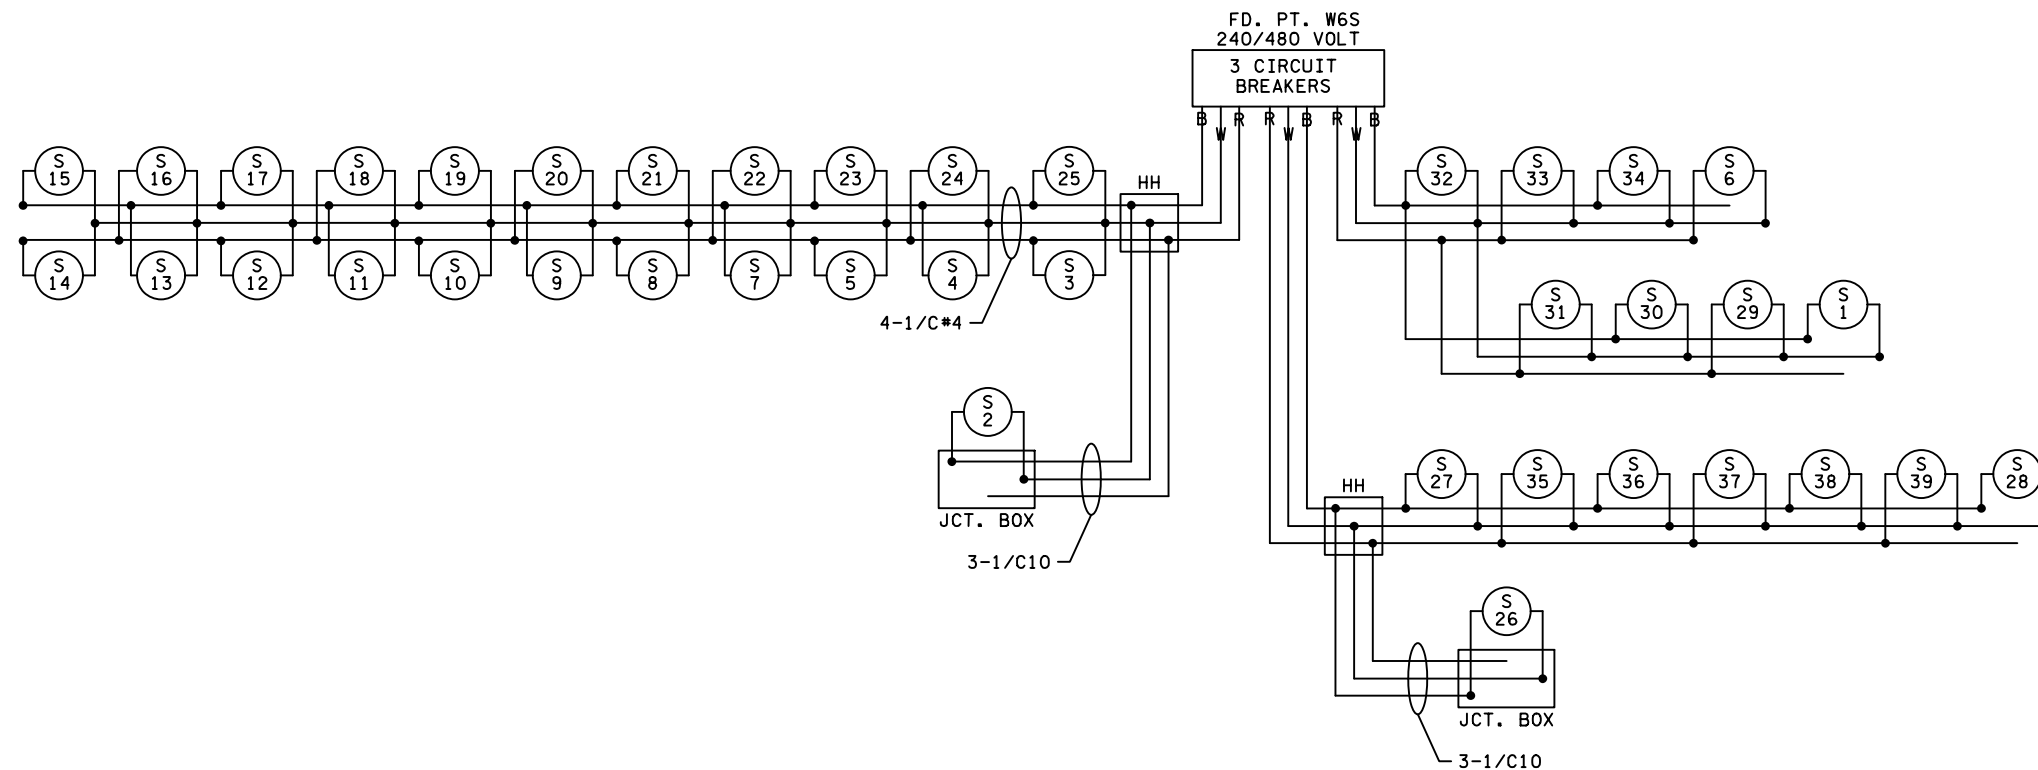 FD. PT. W6S
240/480 VOLT
3 CIRCUIT
BREAKERS
B W R R W B R W B
S
15
S
16
S
17
S
18
S
19
S
20
S
21
S
22
S
23
S
24
S
25
HH
S
32
S
33
S
34
S
6
S
14
S
13
S
12
S
11
S
10
S
9
S
8
S
7
S
5
S
4
S
3
4-1/C#4
S
31
S
30
S
29
S
1
S
2
JCT. BOX
3-1/C10
HH
S
27
S
35
S
36
S
37
S
38
S
39
S
28
S
26
JCT. BOX
3-1/C10